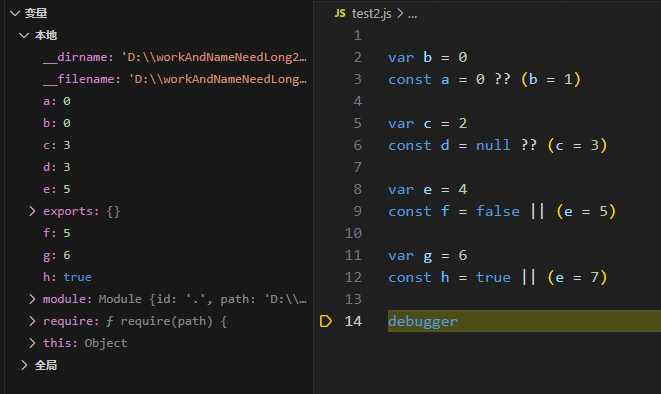 变量
本地
__dirname: 'D:\\workAndNameNeedLong2…
__filename: 'D:\\workAndNameNeedLong…
a: 0
b: 0
c: 3
d: 3
e: 5
exports: {}
f: 5
g: 6
h: true
module: Module {id: '.', path: 'D:\\…
require: ƒ require(path) {
this: Object
全局
JS test2.js > ...
1
2 var b = 0
3 const a = 0 ?? (b = 1)
4
5 var c = 2
6 const d = null ?? (c = 3)
7
8 var e = 4
9 const f = false || (e = 5)
10
11 var g = 6
12 const h = true || (e = 7)
13
14 debugger